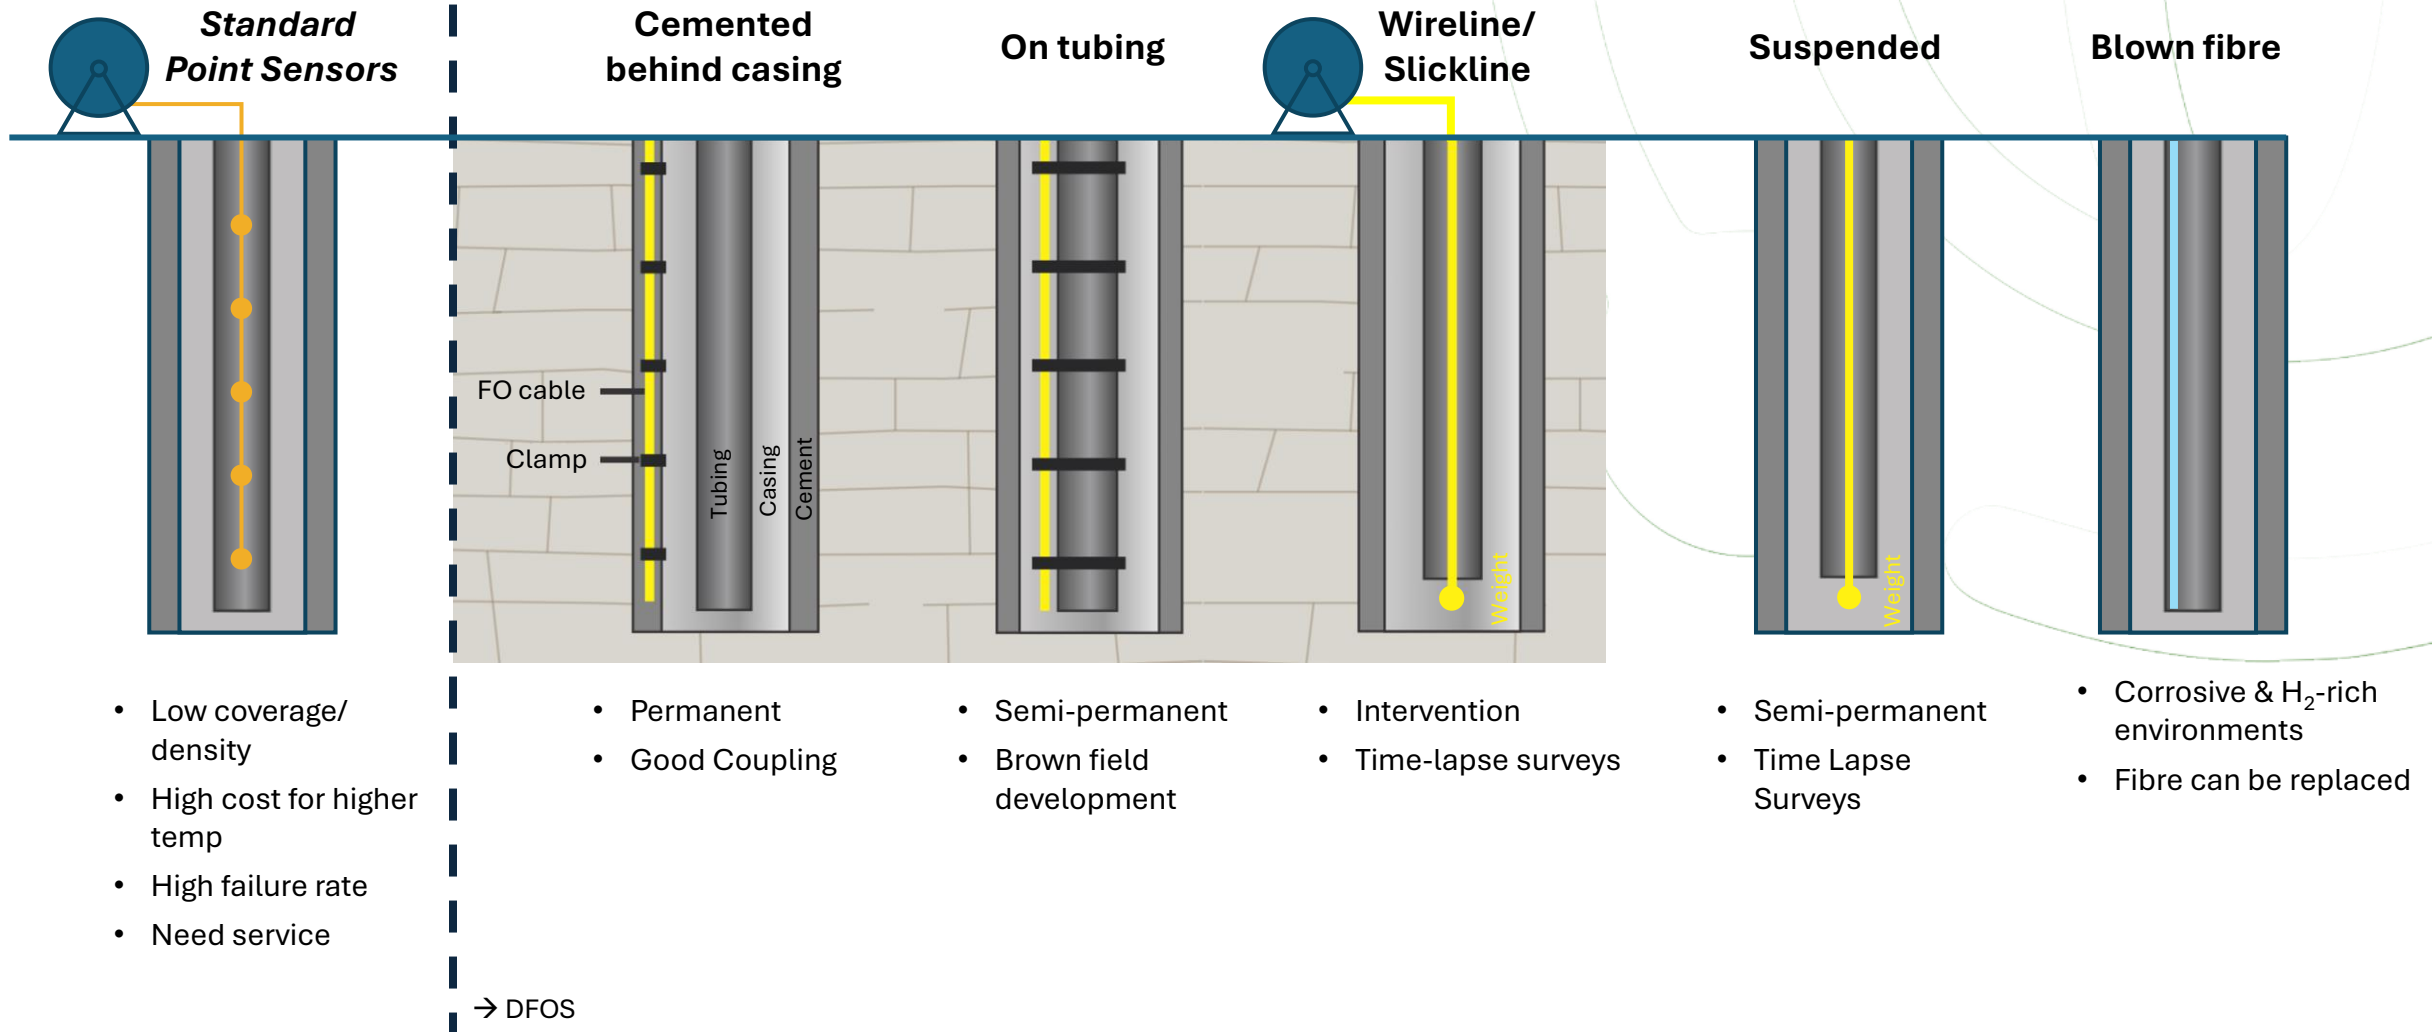 Standard
Point Sensors
Cemented
behind casing
On tubing
Wireline/
Slickline
Suspended
Blown fibre
FO cable
Clamp
Tubing
Casing
Cement
Weight
Weight
• Low coverage/
density
• High cost for higher
temp
• High failure rate
• Need service
• Permanent
• Good Coupling
• Semi-permanent
• Brown field
development
• Intervention
• Time-lapse surveys
• Semi-permanent
• Time Lapse
Surveys
• Corrosive & H₂-rich
environments
• Fibre can be replaced
→ DFOS